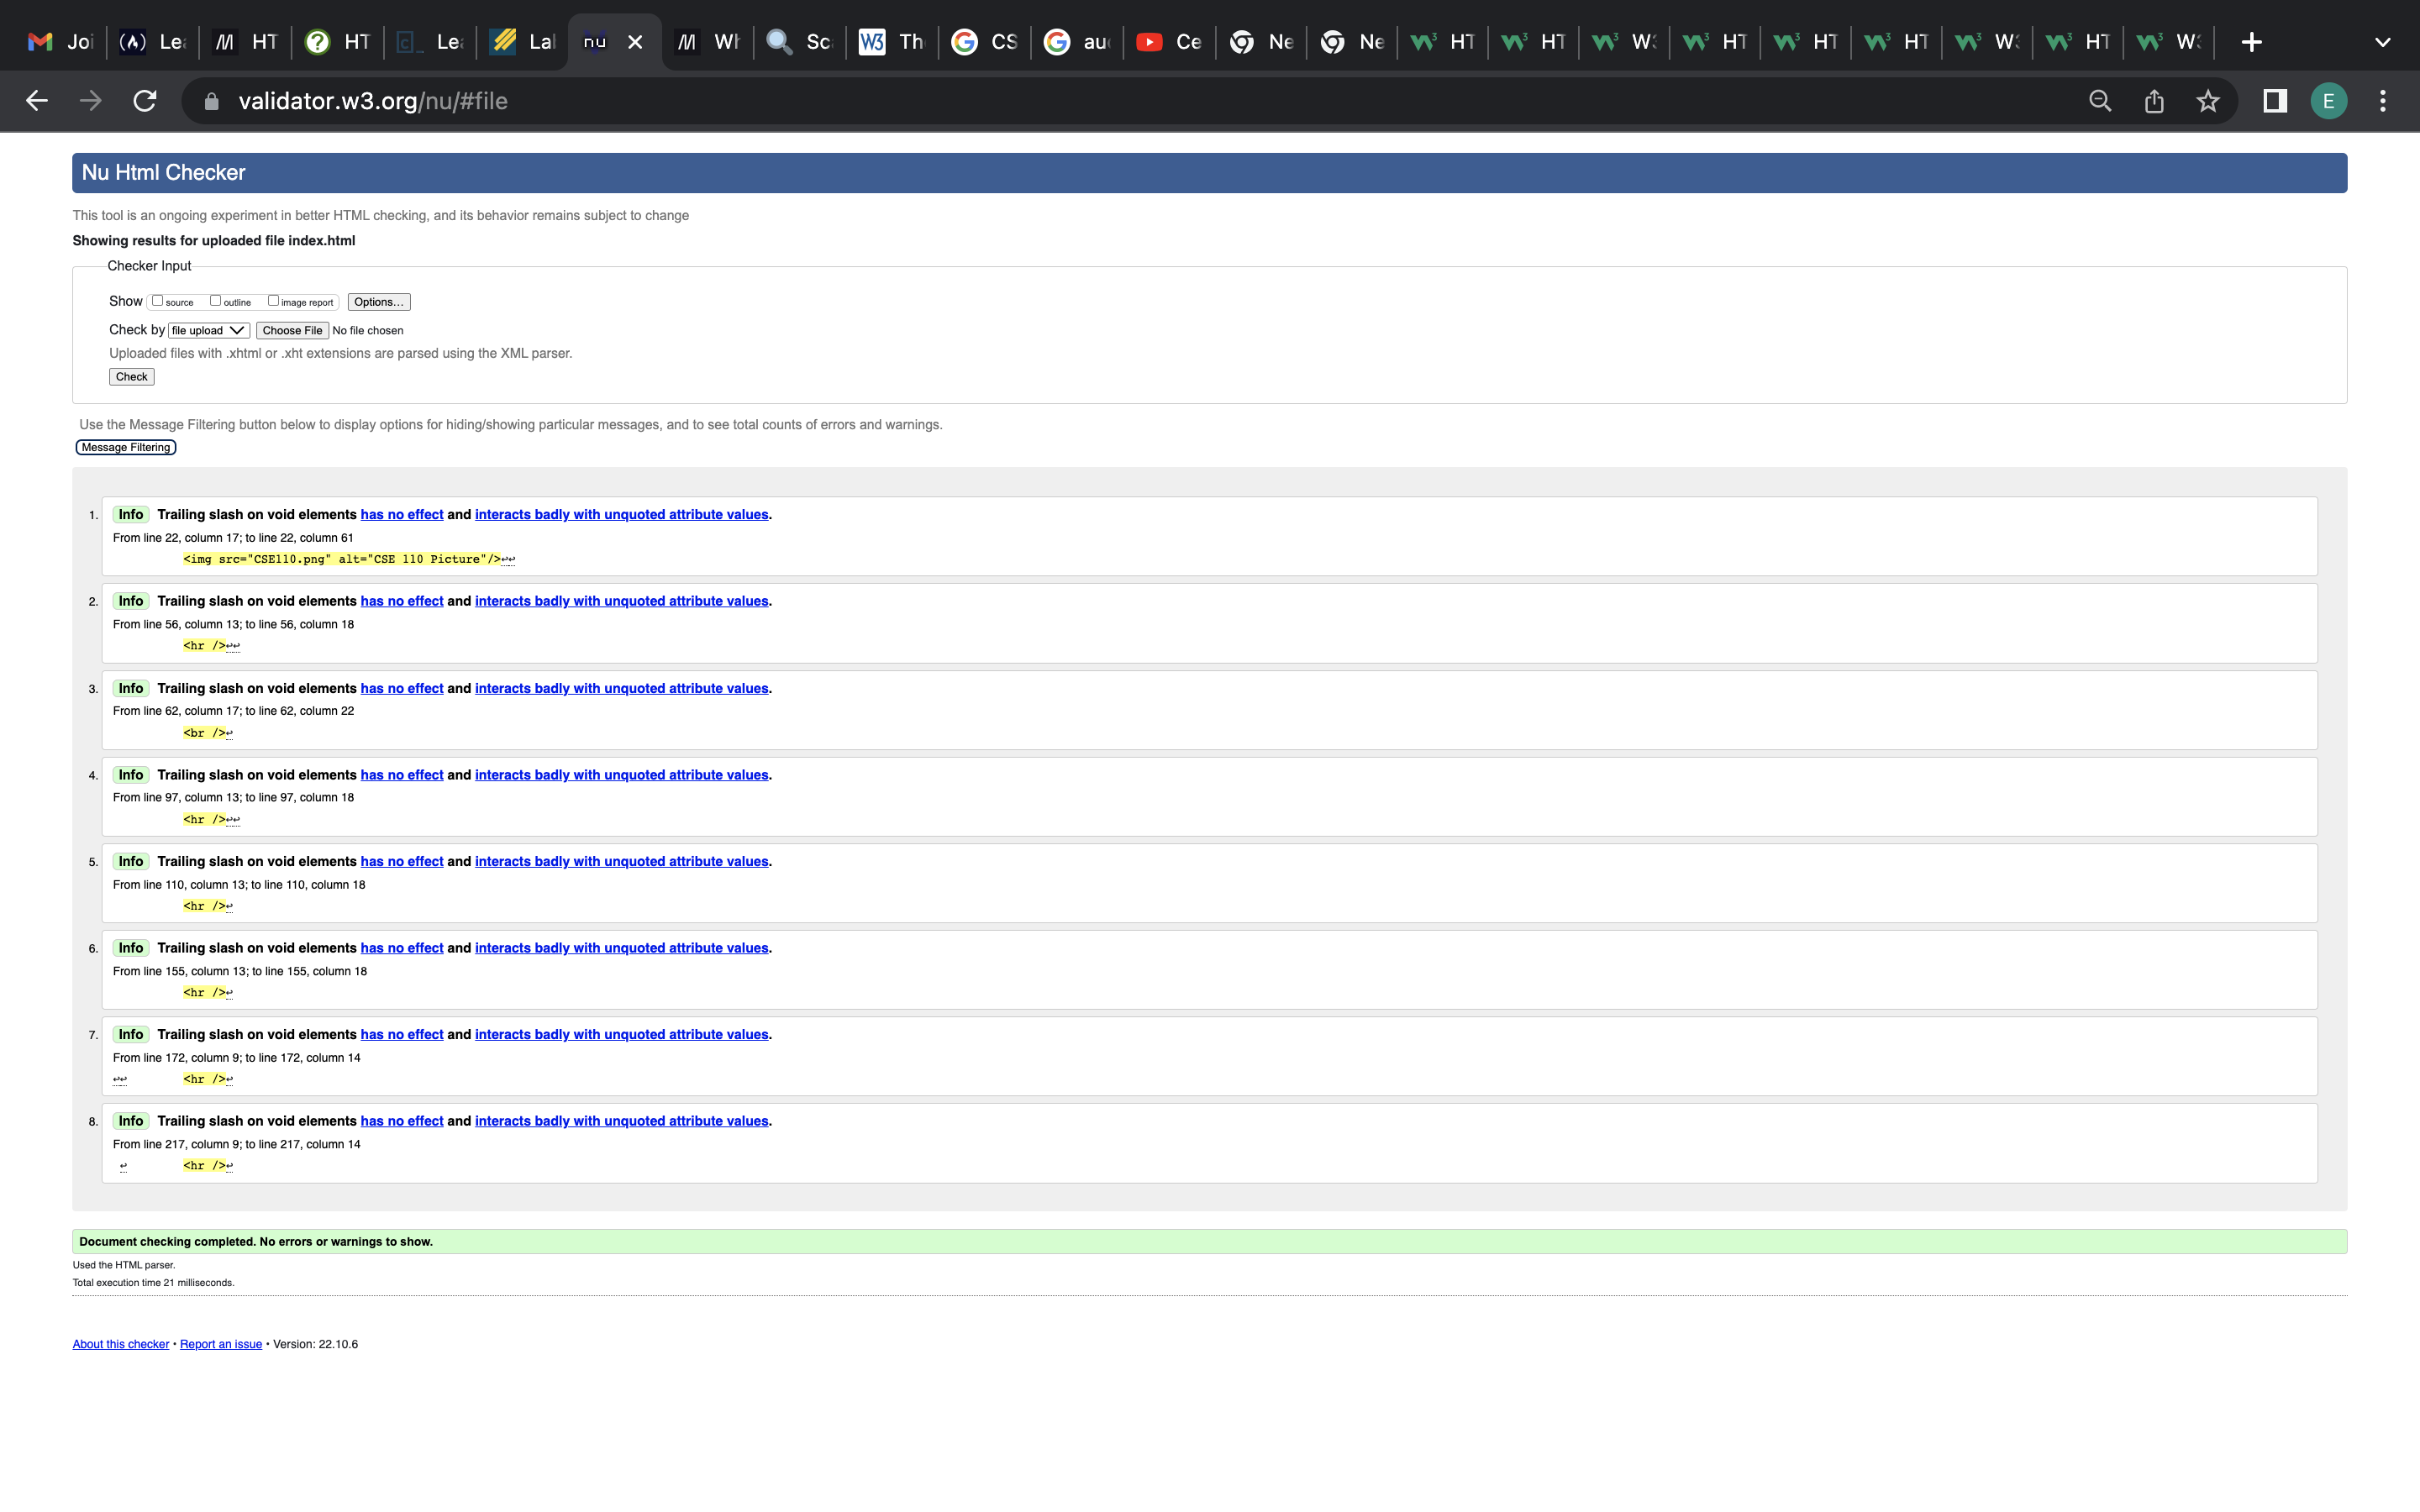 Joi Le HT HT Le Lal nu Wh Sc Th CS au Ce Ne Ne HT HT W3 HT HT HT W3 HT W3
validator.w3.org/nu/#file E
Nu Html Checker
This tool is an ongoing experiment in better HTML checking, and its behavior remains subject to change
Showing results for uploaded file index.html
Checker Input
Show source outline image report Options...
Check by file upload Choose File No file chosen
Uploaded files with .xhtml or .xht extensions are parsed using the XML parser.
Check
Use the Message Filtering button below to display options for hiding/showing particular messages, and to see total counts of errors and warnings.
Message Filtering
1. Info Trailing slash on void elements has no effect and interacts badly with unquoted attribute values.
From line 22, column 17; to line 22, column 61
<img src="CSE110.png" alt="CSE 110 Picture"/>↩↩
2. Info Trailing slash on void elements has no effect and interacts badly with unquoted attribute values.
From line 56, column 13; to line 56, column 18
<hr />↩↩
3. Info Trailing slash on void elements has no effect and interacts badly with unquoted attribute values.
From line 62, column 17; to line 62, column 22
<br />↩
4. Info Trailing slash on void elements has no effect and interacts badly with unquoted attribute values.
From line 97, column 13; to line 97, column 18
<hr />↩↩
5. Info Trailing slash on void elements has no effect and interacts badly with unquoted attribute values.
From line 110, column 13; to line 110, column 18
<hr />↩
6. Info Trailing slash on void elements has no effect and interacts badly with unquoted attribute values.
From line 155, column 13; to line 155, column 18
<hr />↩
7. Info Trailing slash on void elements has no effect and interacts badly with unquoted attribute values.
From line 172, column 9; to line 172, column 14
↩↩ <hr />↩
8. Info Trailing slash on void elements has no effect and interacts badly with unquoted attribute values.
From line 217, column 9; to line 217, column 14
↩ <hr />↩
Document checking completed. No errors or warnings to show.
Used the HTML parser.
Total execution time 21 milliseconds.
About this checker • Report an issue • Version: 22.10.6